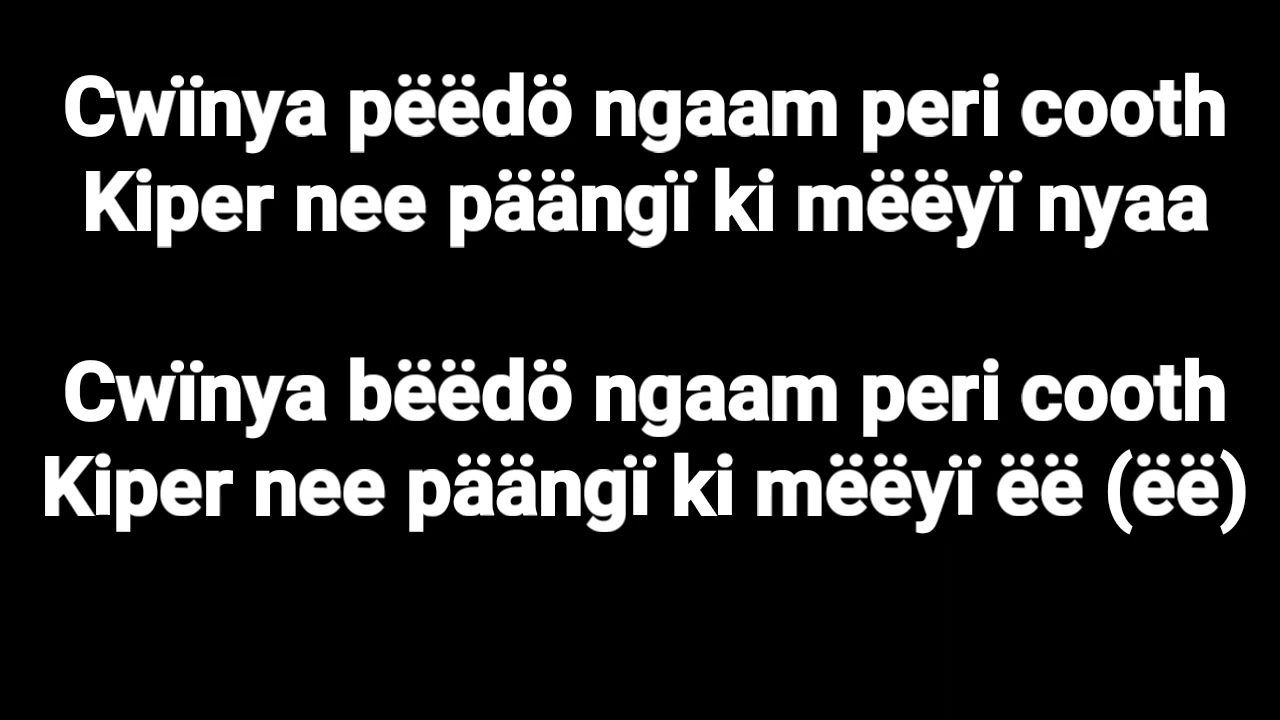 Cwïnya pëëdö ngaam peri cooth
Kiper nee päängï ki mëëyï nyaa
Cwïnya bëëdö ngaam peri cooth
Kiper nee päängï ki mëëyï ëë (ëë)